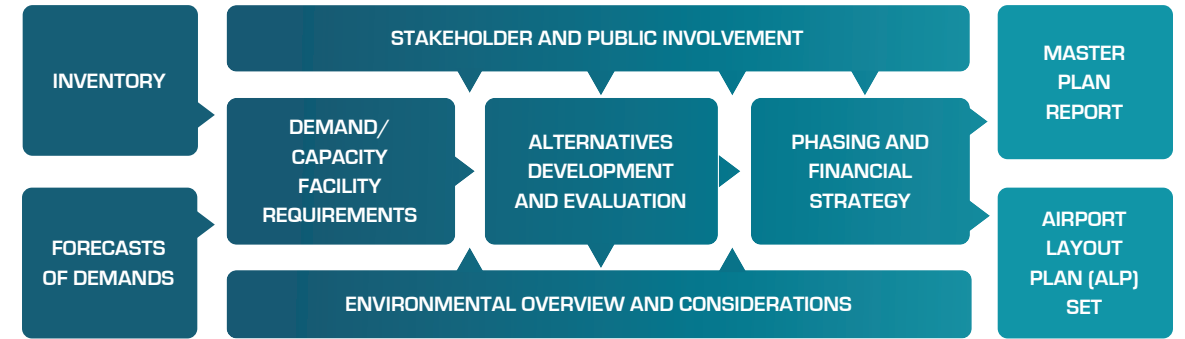 INVENTORY
FORECASTS
OF DEMANDS
STAKEHOLDER AND PUBLIC INVOLVEMENT
DEMAND/
CAPACITY
FACILITY
REQUIREMENTS
ALTERNATIVES
DEVELOPMENT
AND EVALUATION
PHASING AND
FINANCIAL
STRATEGY
ENVIRONMENTAL OVERVIEW AND CONSIDERATIONS
MASTER
PLAN
REPORT
AIRPORT
LAYOUT
PLAN (ALP)
SET